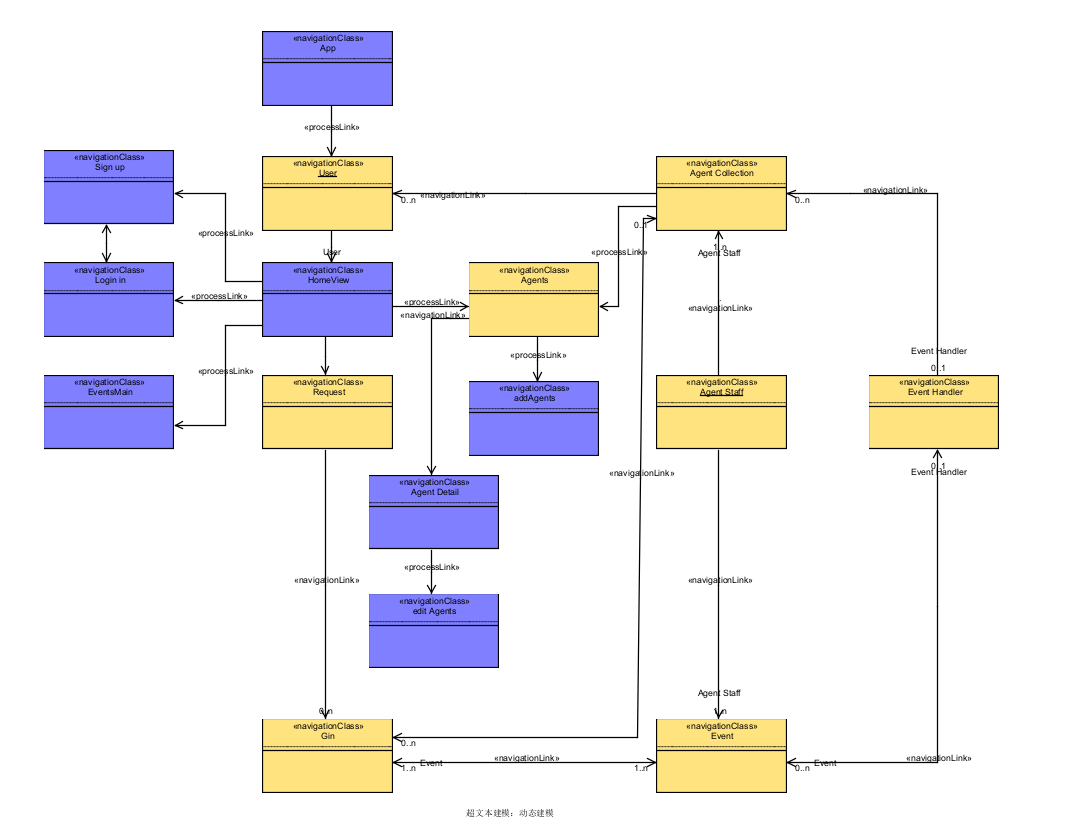 «navigationClass»
App
«processLink»
«navigationClass»
Sign up
«navigationClass»
User
«navigationClass»
Agent Collection
0..n
«navigationLink»
«navigationLink»
0..n
«processLink»
User
0..n
«processLink»
1..n
Agent Staff
«navigationClass»
Login in
«navigationClass»
HomeView
«navigationClass»
Agents
«processLink»
«processLink»
«navigationLink»
«navigationLink»
«processLink»
«processLink»
Event Handler
0..1
«navigationClass»
EventsMain
«navigationClass»
Request
«navigationClass»
addAgents
«navigationClass»
Agent Staff
«navigationClass»
Event Handler
«navigationLink»
0..1
Event Handler
«navigationClass»
Agent Detail
«processLink»
«navigationLink»
«navigationLink»
«navigationClass»
edit Agents
Agent Staff
0..n
1..n
«navigationClass»
Gin
«navigationClass»
Event
0..n
1..n
Event
«navigationLink»
1..n
0..n
Event
«navigationLink»
超文本建模：动态建模